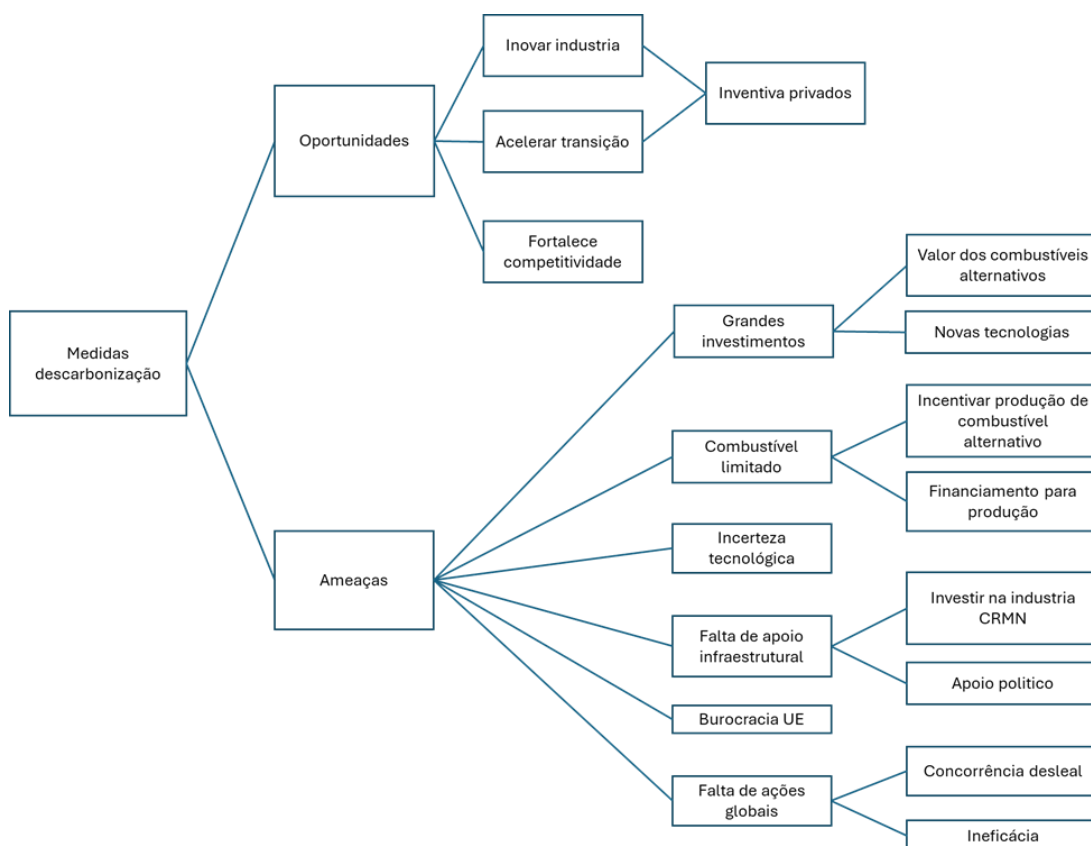 Inovar industria
Inventiva privados
Oportunidades
Acelerar transição
Fortalece
competitividade
Valor dos combustíveis
alternativos
Grandes
investimentos
Novas tecnologias
Medidas
descarbonização
Incentivar produção de
combustível
alternativo
Combustível
limitado
Financiamento para
produção
Incerteza
tecnológica
Ameaças
Investir na industria
CRMN
Falta de apoio
infraestrutural
Apoio politico
Burocracia UE
Concorrência desleal
Falta de ações
globais
Ineficácia